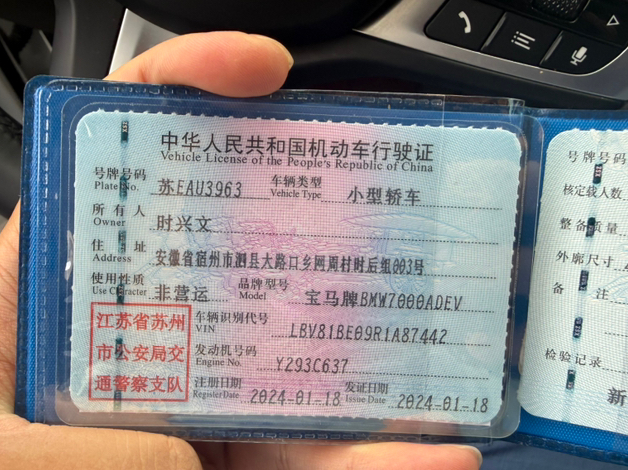 中华人民共和国机动车行驶证
Vehicle License of the People's Republic of China
号牌号码 苏EAU3963 车辆类型 小型轿车
Plate No. Vehicle Type
所有人 时兴文
Owner
住址 安徽省宿州市泗县大路口乡网周村时后组003号
Address
使用性质 非营运 品牌型号 宝马牌BMW7000ADEV
Use Character Model
江苏省苏州
市公安局交
通警察支队
车辆识别代号 LBV81BE09R1A87442
VIN
发动机号码 Y293C637
Engine No.
注册日期 2024-01-18 发证日期 2024-01-18
Register Date Issue Date
号牌号码
核定载人数
整备质量
外廓尺寸
备注
检验记录
新